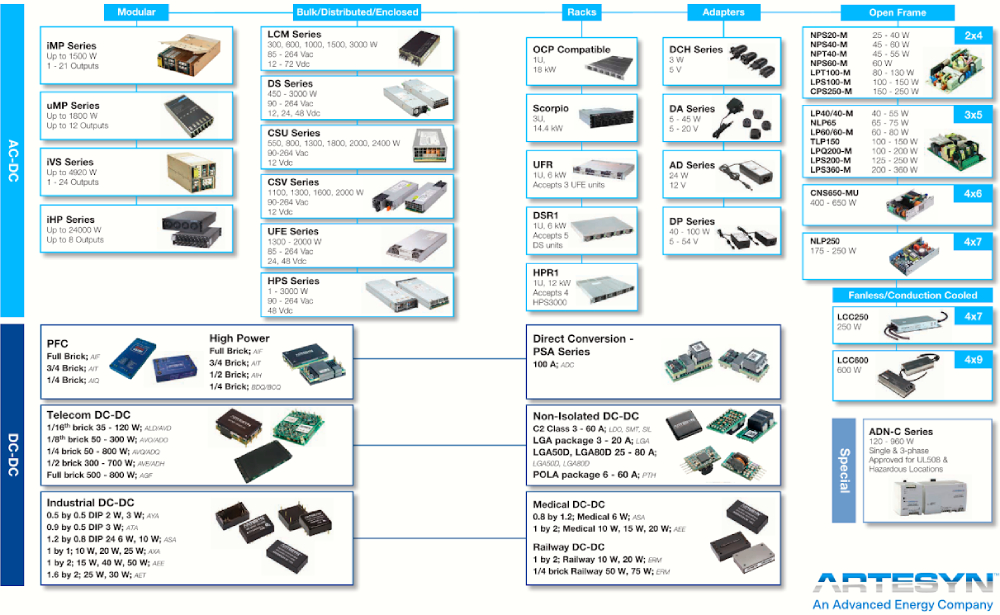 Modular
Bulk/Distributed/Enclosed
Racks
Adapters
Open Frame
AC-DC
iMP Series
Up to 1500 W
1 - 21 Outputs
uMP Series
Up to 1800 W
Up to 12 Outputs
iVS Series
Up to 4920 W
1 - 24 Outputs
iHP Series
Up to 24000 W
Up to 8 Outputs
LCM Series
300, 600, 1000, 1500, 3000 W
85 - 264 Vac
12 - 72 Vdc
DS Series
450 - 3000 W
90 - 264 Vac
12, 24, 48 Vdc
CSU Series
550, 800, 1300, 1800, 2000, 2400 W
90-264 Vac
12 Vdc
CSV Series
1100, 1300, 1600, 2000 W
90-264 Vac
12 Vdc
UFE Series
1300 - 2000 W
85 - 264 Vac
24, 48 Vdc
HPS Series
1 - 3000 W
90 - 264 Vac
48 Vdc
OCP Compatible
1U,
18 kW
Scorpio
3U,
14.4 kW
UFR
1U, 6 kW
Accepts 3 UFE units
DSR1
1U, 6 kW
Accepts 5
DS units
HPR1
1U, 12 kW
Accepts 4
HPS3000
DCH Series
3 W
5 V
DA Series
5 - 45 W
5 - 20 V
AD Series
24 W
12 V
DP Series
40 - 100 W
5 - 54 V
2x4
NPS20-M 25 - 40 W
NPS40-M 45 - 60 W
NPT40-M 45 - 55 W
NPS60-M 60 W
LPT100-M 80 - 130 W
LPS100-M 100 - 150 W
CPS250-M 150 - 250 W
3x5
LP40/40-M 40 - 55 W
NLP65 65 - 75 W
LP60/60-M 60 - 80 W
TLP150 100 - 150 W
LPQ200-M 100 - 200 W
LPS200-M 125 - 250 W
LPS360-M 200 - 360 W
CNS650-MU
400 - 650 W
4x6
NLP250
175 - 250 W
4x7
Fanless/Conduction Cooled
LCC250
250 W
4x7
LCC600
600 W
4x9
DC-DC
PFC
Full Brick; AIF
3/4 Brick; AIT
1/4 Brick; AIQ
High Power
Full Brick; AIF
3/4 Brick; AIT
1/2 Brick; AIH
1/4 Brick; BDQ/BCQ
Direct Conversion -
PSA Series
100 A; ADC
Telecom DC-DC
1/16th brick 35 - 120 W; ALD/AVD
1/8th brick 50 - 300 W; AVO/ADO
1/4 brick 50 - 800 W; AVQ/ADQ
1/2 brick 300 - 700 W; AVE/ADH
Full brick 500 - 800 W; AGF
Non-Isolated DC-DC
C2 Class 3 - 60 A; LDO, SMT, SIL
LGA package 3 - 20 A; LGA
LGA50D, LGA80D 25 - 80 A;
LGA50D, LGA80D
POLA package 6 - 60 A; PTH
Industrial DC-DC
0.5 by 0.5 DIP 2 W, 3 W; AYA
0.9 by 0.5 DIP 3 W; ATA
1.2 by 0.8 DIP 24 6 W, 10 W; ASA
1 by 1; 10 W, 20 W, 25 W; AXA
1 by 2; 15 W, 40 W, 50 W; AEE
1.6 by 2; 25 W, 30 W; AET
Medical DC-DC
0.8 by 1.2; Medical 6 W; ASA
1 by 2; Medical 10 W, 15 W, 20 W; AEE
Railway DC-DC
1 by 2; Railway 10 W, 20 W; ERM
1/4 brick Railway 50 W, 75 W; ERM
Special
ADN-C Series
120 - 960 W
Single & 3-phase
Approved for UL508 &
Hazardous Locations
ARTESYN™
An Advanced Energy Company